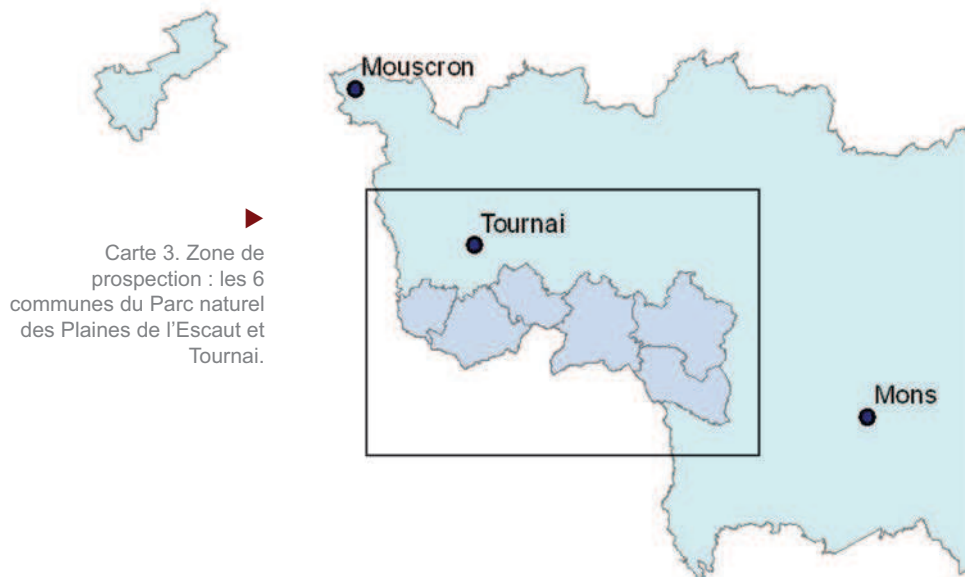 Mouscron
Tournai
Carte 3. Zone de
prospection : les 6
communes du Parc naturel
des Plaines de l’Escaut et
Tournai.
Mons